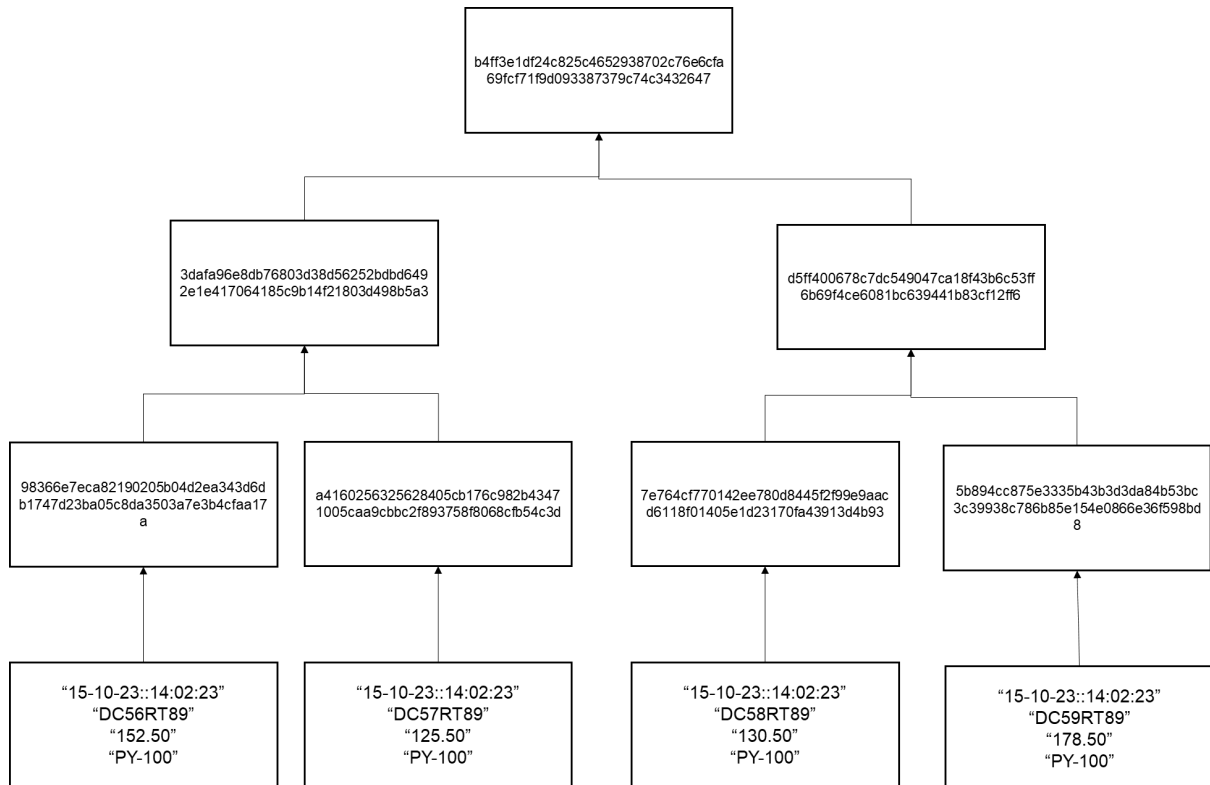 b4ff3e1df24c825c4652938702c76e6cfa
69fcf71f9d093387379c74c3432647
3dafa96e8db76803d38d56252bdbd649
2e1e417064185c9b14f21803d498b5a3
d5ff400678c7dc549047ca18f43b6c53ff
6b69f4ce6081bc639441b83cf12ff6
98366e7eca82190205b04d2ea343d6d
b1747d23ba05c8da3503a7e3b4cfaa17
a
a4160256325628405cb176c982b4347
1005caa9cbbc2f893758f8068cfb54c3d
7e764cf770142ee780d8445f2f99e9aac
d6118f01405e1d23170fa43913d4b93
5b894cc875e3335b43b3d3da84b53bc
3c39938c786b85e154e0866e36f598bd
8
“15-10-23::14:02:23”
“DC56RT89”
“152.50”
“PY-100”
“15-10-23::14:02:23”
“DC57RT89”
“125.50”
“PY-100”
“15-10-23::14:02:23”
“DC58RT89”
“130.50”
“PY-100”
“15-10-23::14:02:23”
“DC59RT89”
“178.50”
“PY-100”